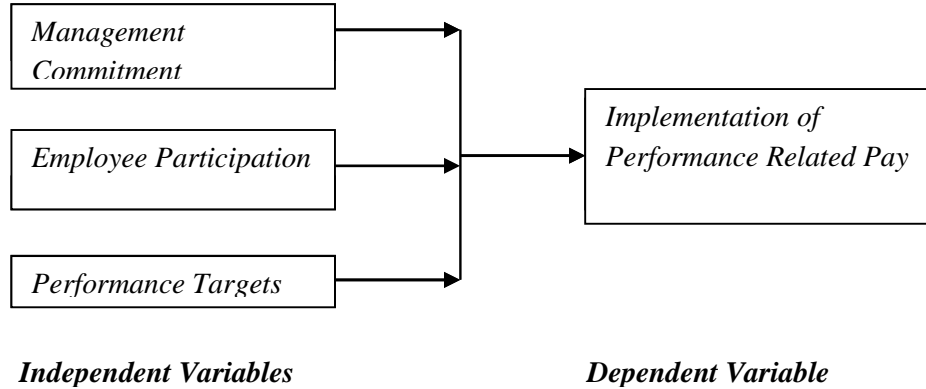 Management
Commitment
Employee Participation
Performance Targets
Implementation of
Performance Related Pay
Independent Variables
Dependent Variable